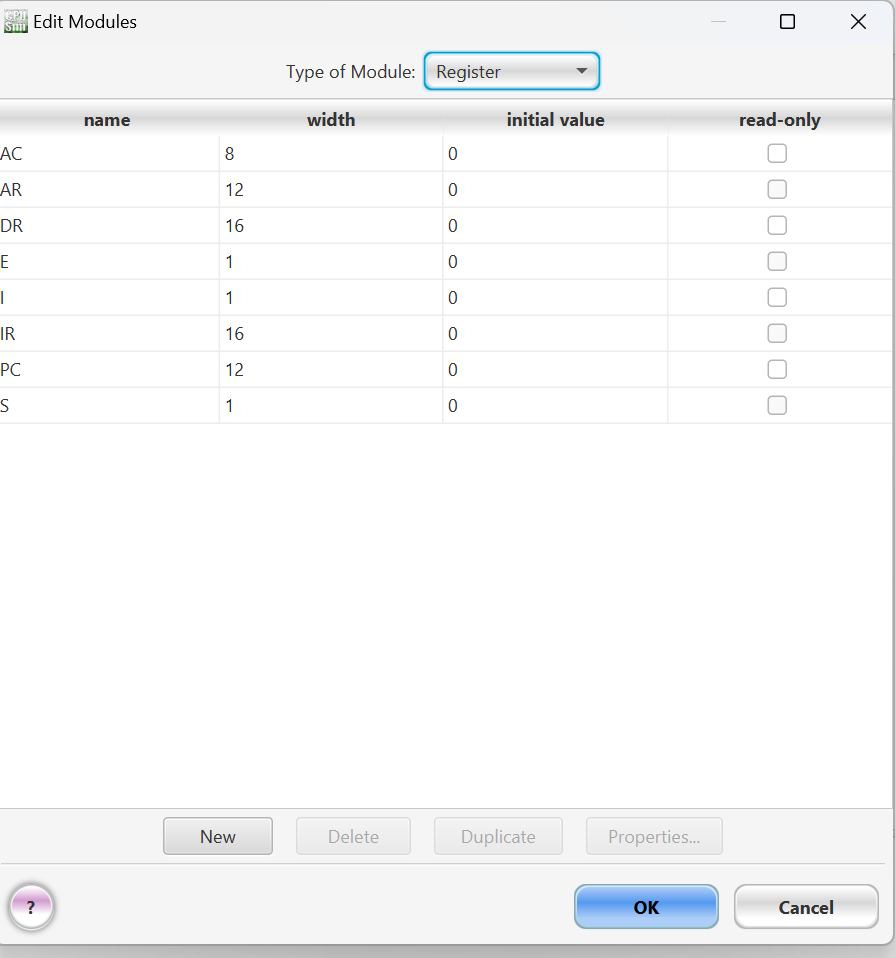 Edit Modules
Type of Module: Register
name width initial value read-only
AC 8 0
AR 12 0
DR 16 0
E 1 0
I 1 0
IR 16 0
PC 12 0
S 1 0
New Delete Duplicate Properties...
? OK Cancel